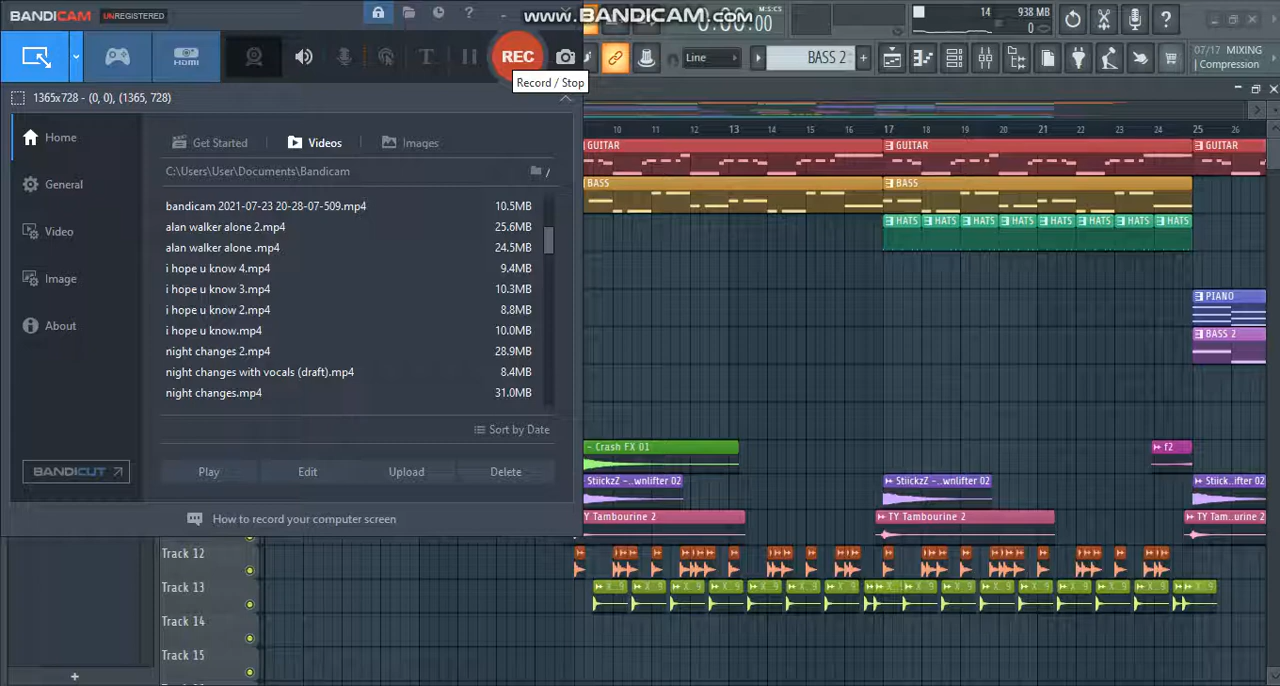 BANDICAM UNREGISTERED
www.BANDICAM.com
0:00:00
M:S:CS
14
938 MB
0
HDMI
REC
Record / Stop
Line
BASS 2
07/17 MIXING
| Compression
1365x728 - (0, 0), (1365, 728)
Home
General
Video
Image
About
BANDICUT
Get Started
Videos
Images
C:\Users\User\Documents\Bandicam
bandicam 2021-07-23 20-28-07-509.mp4 10.5MB
alan walker alone 2.mp4 25.6MB
alan walker alone .mp4 24.5MB
i hope u know 4.mp4 9.4MB
i hope u know 3.mp4 10.3MB
i hope u know 2.mp4 8.8MB
i hope u know.mp4 10.0MB
night changes 2.mp4 28.9MB
night changes with vocals (draft).mp4 8.4MB
night changes.mp4 31.0MB
Sort by Date
Play Edit Upload Delete
How to record your computer screen
10 11 12 13 14 15 16 17 18 19 20 21 22 23 24 25 26
GUITAR GUITAR GUITAR
BASS BASS
HATS HATS HATS HATS HATS HATS HATS HATS
PIANO
BASS 2
- Crash FX 01
f2
StiickzZ -..wnlifter 02 StiickzZ -..wnlifter 02 Stiick..ifter 02
TY Tambourine 2 TY Tambourine 2 TY Tam..urine 2
Track 12
Track 13
Track 14
Track 15